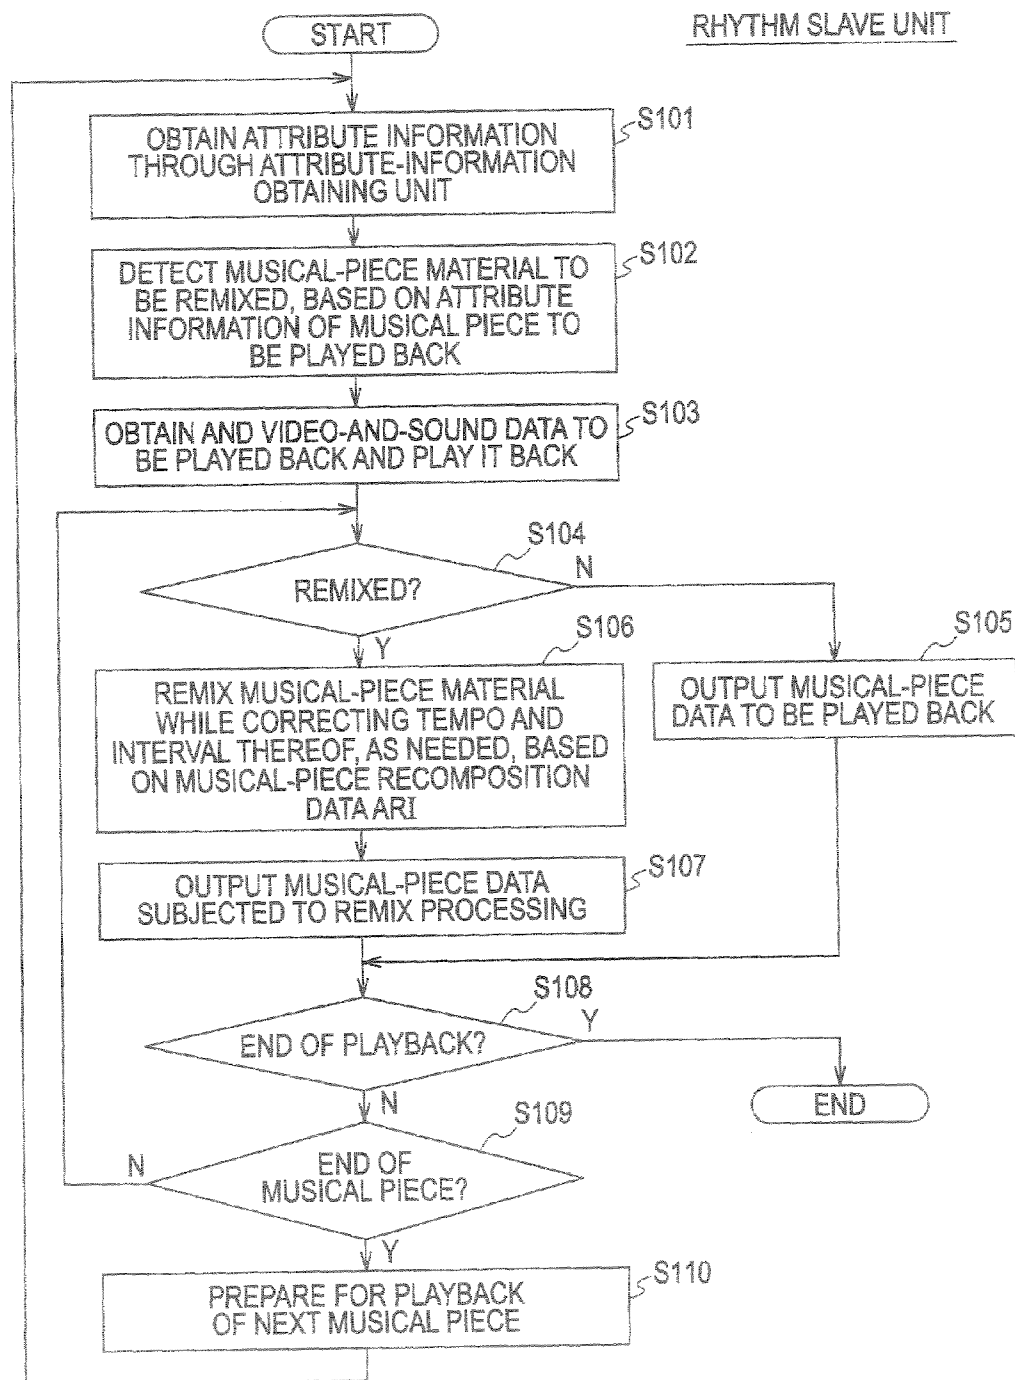 RHYTHM SLAVE UNIT
START
S101
OBTAIN ATTRIBUTE INFORMATION
THROUGH ATTRIBUTE-INFORMATION
OBTAINING UNIT
S102
DETECT MUSICAL-PIECE MATERIAL TO
BE REMIXED, BASED ON ATTRIBUTE
INFORMATION OF MUSICAL PIECE TO
BE PLAYED BACK
S103
OBTAIN AND VIDEO-AND-SOUND DATA TO
BE PLAYED BACK AND PLAY IT BACK
S104
REMIXED?
N
Y
S105
OUTPUT MUSICAL-PIECE
DATA TO BE PLAYED BACK
S106
REMIX MUSICAL-PIECE MATERIAL
WHILE CORRECTING TEMPO AND
INTERVAL THEREOF, AS NEEDED, BASED
ON MUSICAL-PIECE RECOMPOSITION
DATA ARI
S107
OUTPUT MUSICAL-PIECE DATA
SUBJECTED TO REMIX PROCESSING
S108
END OF PLAYBACK?
Y
N
END
S109
END OF
MUSICAL PIECE?
N
Y
S110
PREPARE FOR PLAYBACK
OF NEXT MUSICAL PIECE